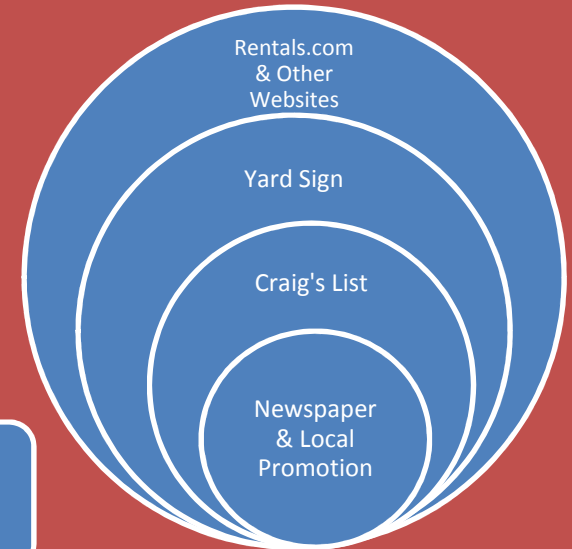 Rentals.com
& Other
Websites
Yard Sign
Craig's List
Newspaper
& Local
Promotion